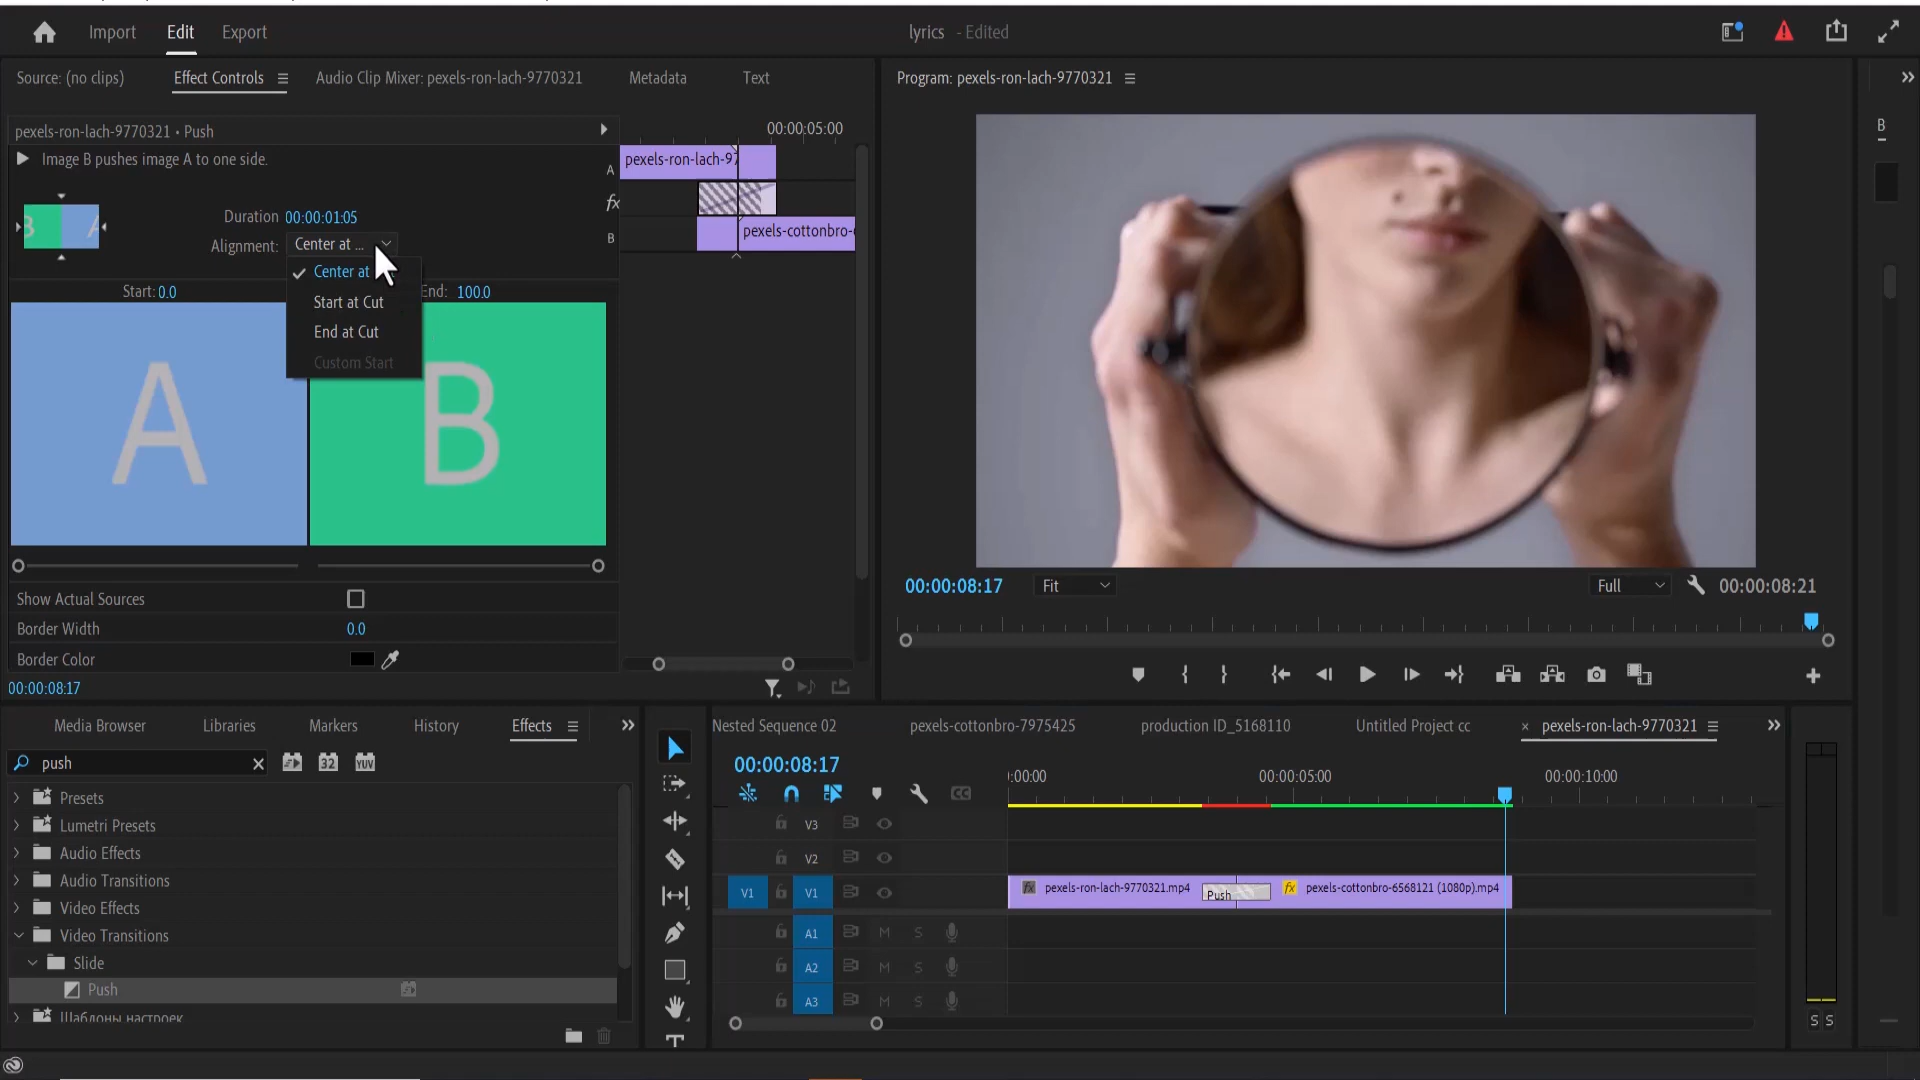 Import Edit Export
lyrics - Edited
Source: (no clips) Effect Controls Audio Clip Mixer: pexels-ron-lach-9770321 Metadata Text
Program: pexels-ron-lach-9770321
pexels-ron-lach-9770321 • Push
00:00:05:00
Image B pushes image A to one side.
A pexels-ron-lach-97
fx
B pexels-cottonbro-
B A
Duration 00:00:01:05
Alignment: Center at ...
Center at
Start at Cut
End at Cut
Custom Start
Start: 0.0
End: 100.0
A B
B
Show Actual Sources
Border Width 0.0
Border Color
00:00:08:17
00:00:08:17 Fit Full 00:00:08:21
Media Browser Libraries Markers History Effects
push
32 YUV
Presets
Lumetri Presets
Audio Effects
Audio Transitions
Video Effects
Video Transitions
Slide
Push
Шаблоны настроек
Nested Sequence 02 pexels-cottonbro-7975425 production ID_5168110 Untitled Project cc × pexels-ron-lach-9770321
00:00:08:17
:00:00 00:00:05:00 00:00:10:00
CC
V3
V2
V1 V1
fx pexels-ron-lach-9770321.mp4 Push fx pexels-cottonbro-6568121 (1080p).mp4
A1 M S
A2 M S
A3 M S
S S